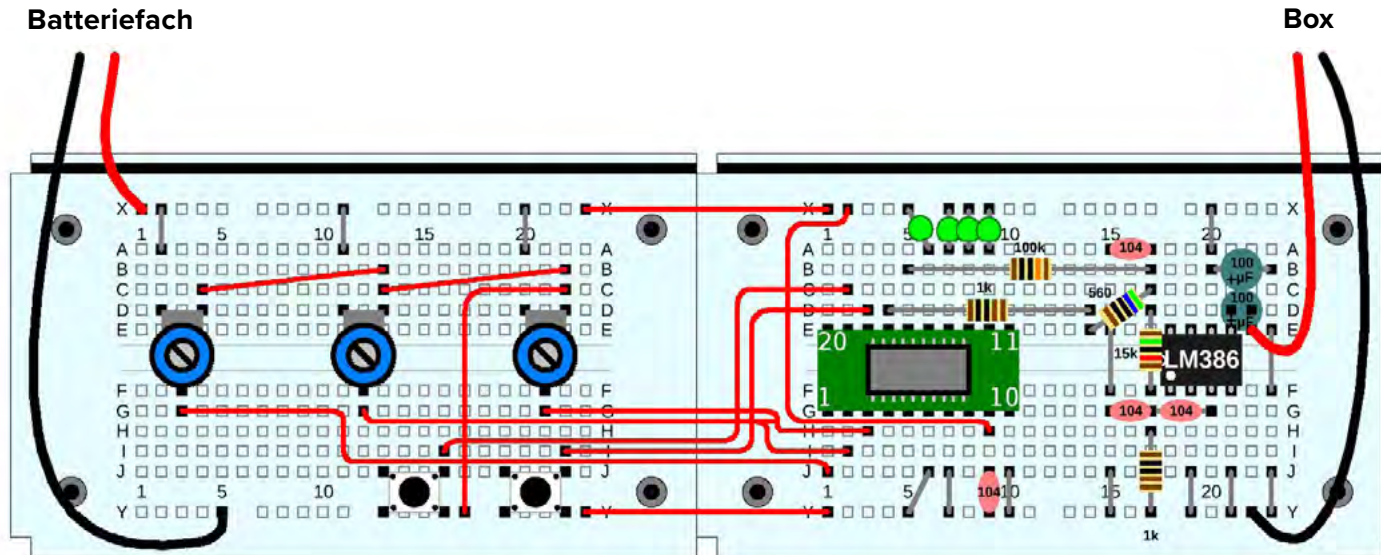 Batteriefach Box
X X X X
1 5 10 15 20 1 5 10 15 20
A A A 104 A
100k
B B B 100 B
+µF
C C C C
1k 560
D D D 100 D
+µF
E E E E
20 11
15k LM386
1 10
F F F F
G G G 104 104 G
H H H H
I I I I
J J J J
1 5 10 1 5 104 10 15 20
Y Y Y Y
1k